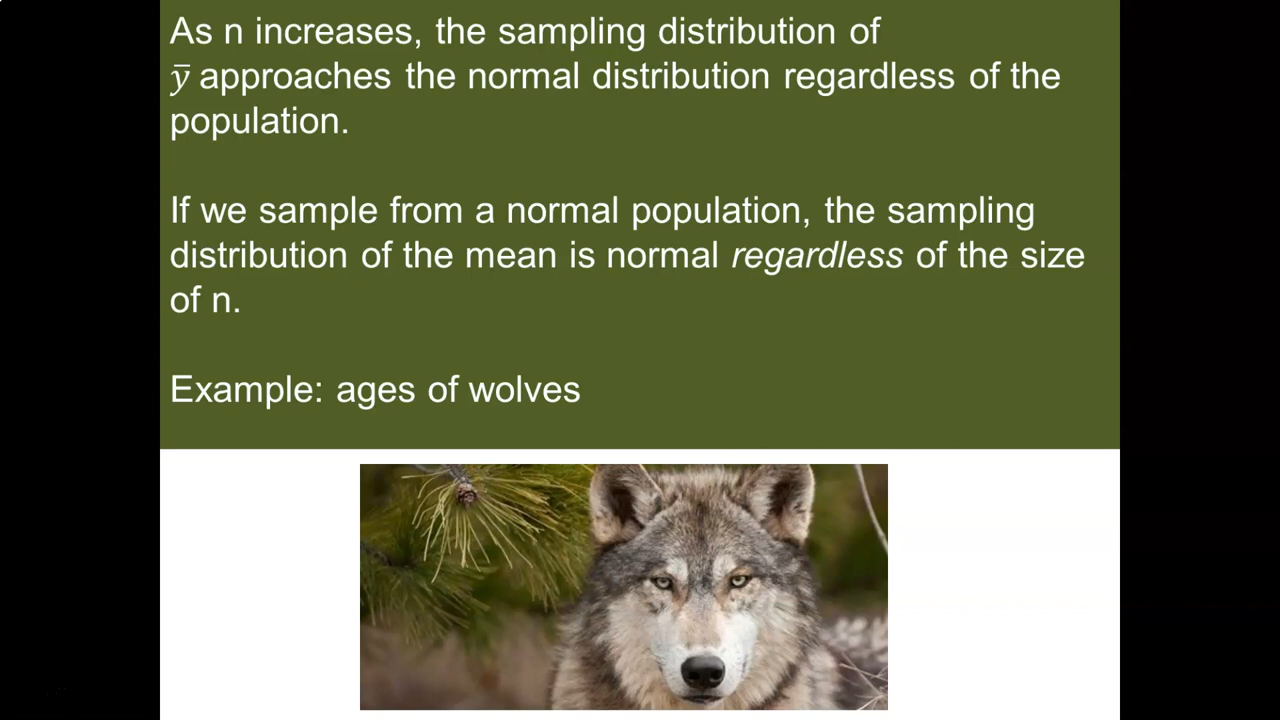 As n increases, the sampling distribution of
ȳ approaches the normal distribution regardless of the
population.
If we sample from a normal population, the sampling
distribution of the mean is normal regardless of the size
of n.
Example: ages of wolves